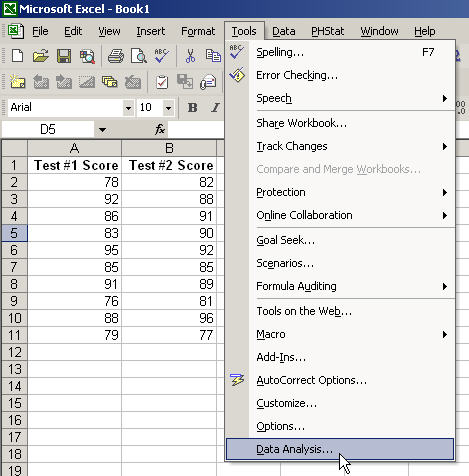 Microsoft Excel - Book1
File Edit View Insert Format Tools Data PHStat Window Help
Arial 10 B I
D5 fx
A B
1 Test #1 Score Test #2 Score
2 78 82
3 92 88
4 86 91
5 83 90
6 95 92
7 85 85
8 91 89
9 76 81
10 88 96
11 79 77
12
13
14
15
16
17
18
19
Spelling... F7
Error Checking...
Speech
Share Workbook...
Track Changes
Compare and Merge Workbooks...
Protection
Online Collaboration
Goal Seek...
Scenarios...
Formula Auditing
Tools on the Web...
Macro
Add-Ins...
AutoCorrect Options...
Customize...
Options...
Data Analysis...